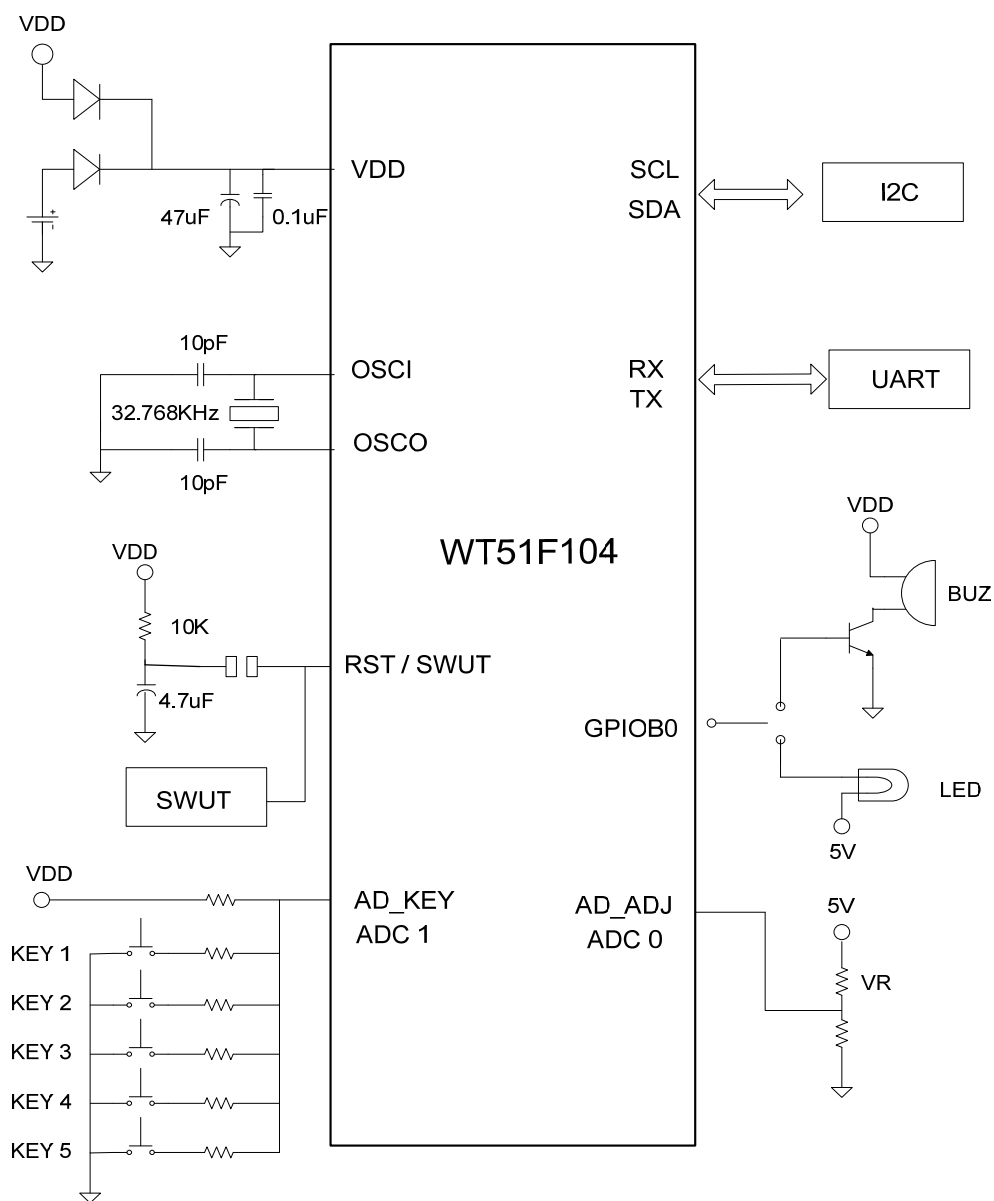 VDD
VDD
47uF
0.1uF
SCL
SDA
I2C
10pF
OSCI
32.768KHz
OSCO
10pF
RX
TX
UART
WT51F104
VDD
10K
RST / SWUT
4.7uF
SWUT
VDD
BUZ
GPIOB0
LED
5V
VDD
AD_KEY
ADC 1
KEY 1
KEY 2
KEY 3
KEY 4
KEY 5
AD_ADJ
ADC 0
5V
VR
+
-